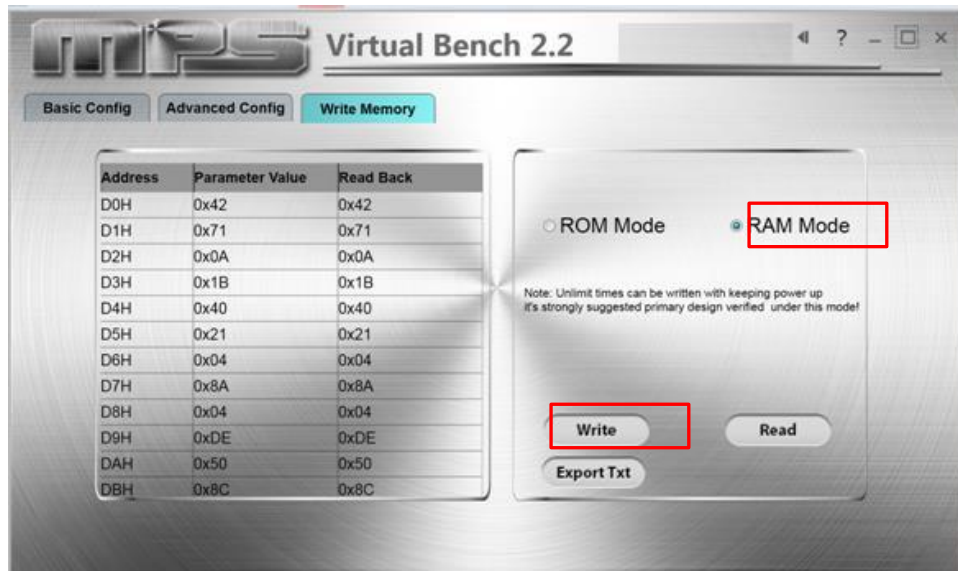 MPS Virtual Bench 2.2 ?
Basic Config Advanced Config Write Memory
Address Parameter Value Read Back
D0H 0x42 0x42
D1H 0x71 0x71
D2H 0x0A 0x0A
D3H 0x1B 0x1B
D4H 0x40 0x40
D5H 0x21 0x21
D6H 0x04 0x04
D7H 0x8A 0x8A
D8H 0x04 0x04
D9H 0xDE 0xDE
DAH 0x50 0x50
DBH 0x8C 0x8C
ROM Mode RAM Mode
Note: Unlimit times can be written with keeping power up
it's strongly suggested primary design verified under this mode!
Write Read
Export Txt